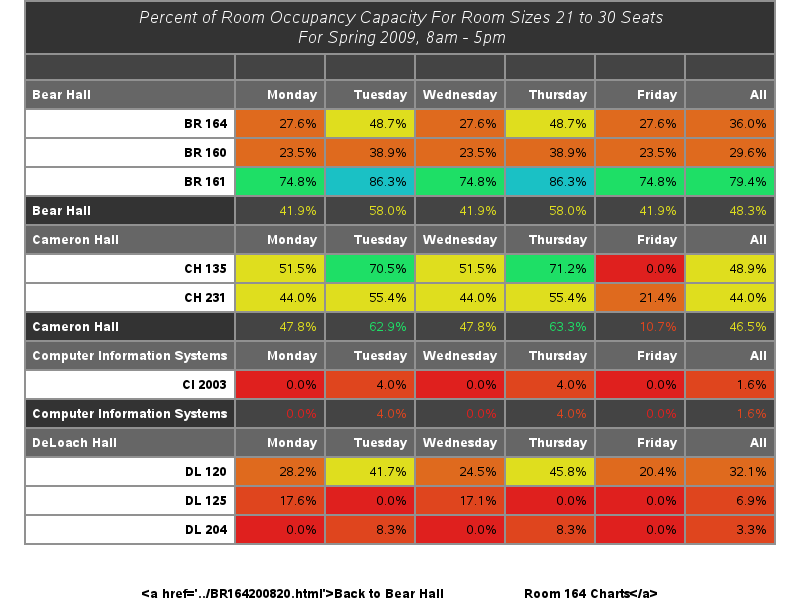 Percent of Room Occupancy Capacity For Room Sizes 21 to 30 Seats
For Spring 2009, 8am - 5pm
Bear Hall Monday Tuesday Wednesday Thursday Friday All
BR 164 27.6% 48.7% 27.6% 48.7% 27.6% 36.0%
BR 160 23.5% 38.9% 23.5% 38.9% 23.5% 29.6%
BR 161 74.8% 86.3% 74.8% 86.3% 74.8% 79.4%
Bear Hall 41.9% 58.0% 41.9% 58.0% 41.9% 48.3%
Cameron Hall Monday Tuesday Wednesday Thursday Friday All
CH 135 51.5% 70.5% 51.5% 71.2% 0.0% 48.9%
CH 231 44.0% 55.4% 44.0% 55.4% 21.4% 44.0%
Cameron Hall 47.8% 62.9% 47.8% 63.3% 10.7% 46.5%
Computer Information Systems Monday Tuesday Wednesday Thursday Friday All
CI 2003 0.0% 4.0% 0.0% 4.0% 0.0% 1.6%
Computer Information Systems 0.0% 4.0% 0.0% 4.0% 0.0% 1.6%
DeLoach Hall Monday Tuesday Wednesday Thursday Friday All
DL 120 28.2% 41.7% 24.5% 45.8% 20.4% 32.1%
DL 125 17.6% 0.0% 17.1% 0.0% 0.0% 6.9%
DL 204 0.0% 8.3% 0.0% 8.3% 0.0% 3.3%
<a href='../BR164200820.html'>Back to Bear Hall Room 164 Charts</a>